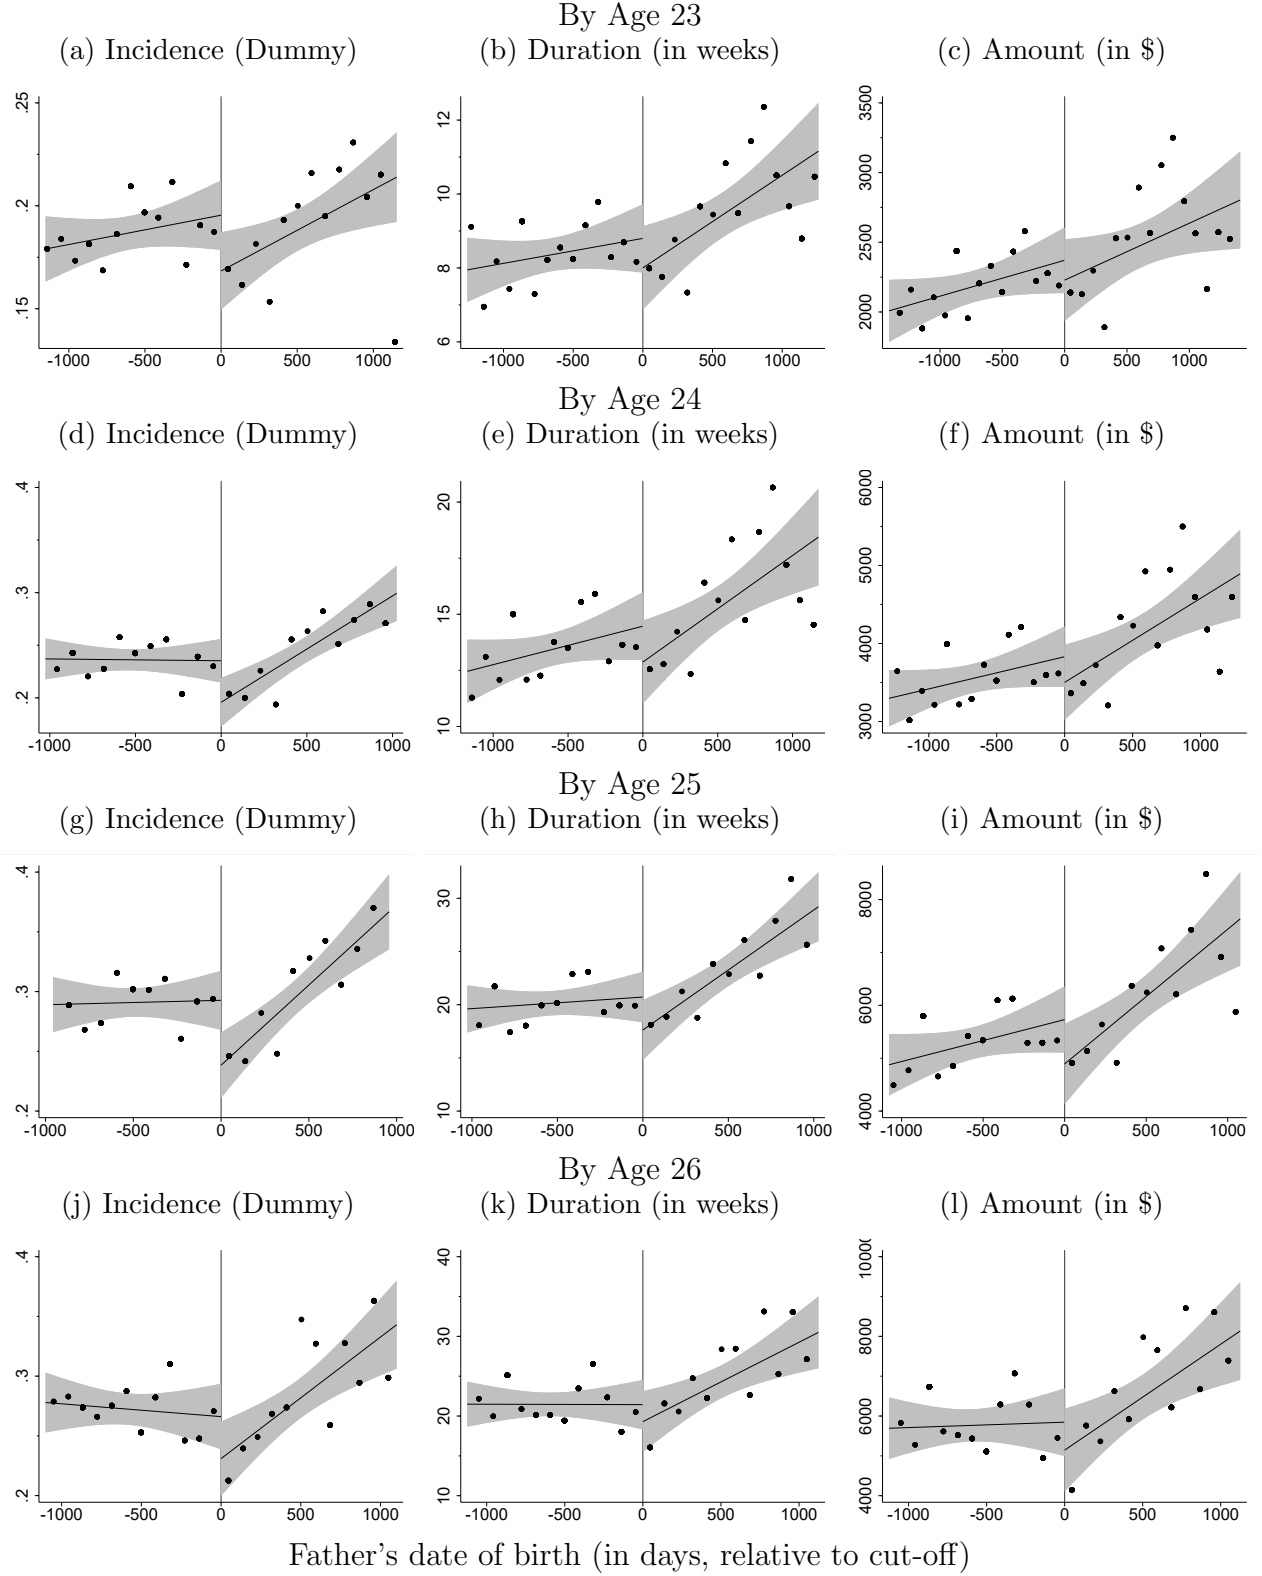 By Age 23
(a) Incidence (Dummy) (b) Duration (in weeks) (c) Amount (in $)
.25
.2
.15
-1000 -500 0 500 1000
12
10
8
6
-1000 -500 0 500 1000
3500
3000
2500
2000
-1000 -500 0 500 1000
By Age 24
(d) Incidence (Dummy) (e) Duration (in weeks) (f) Amount (in $)
.4
.3
.2
-1000 -500 0 500 1000
20
15
10
-1000 -500 0 500 1000
6000
5000
4000
3000
-1000 -500 0 500 1000
By Age 25
(g) Incidence (Dummy) (h) Duration (in weeks) (i) Amount (in $)
.4
.3
.2
-1000 -500 0 500 1000
30
20
10
-1000 -500 0 500 1000
8000
6000
4000
-1000 -500 0 500 1000
By Age 26
(j) Incidence (Dummy) (k) Duration (in weeks) (l) Amount (in $)
.4
.3
.2
-1000 -500 0 500 1000
40
30
20
10
-1000 -500 0 500 1000
10000
8000
6000
4000
-1000 -500 0 500 1000
Father's date of birth (in days, relative to cut-off)